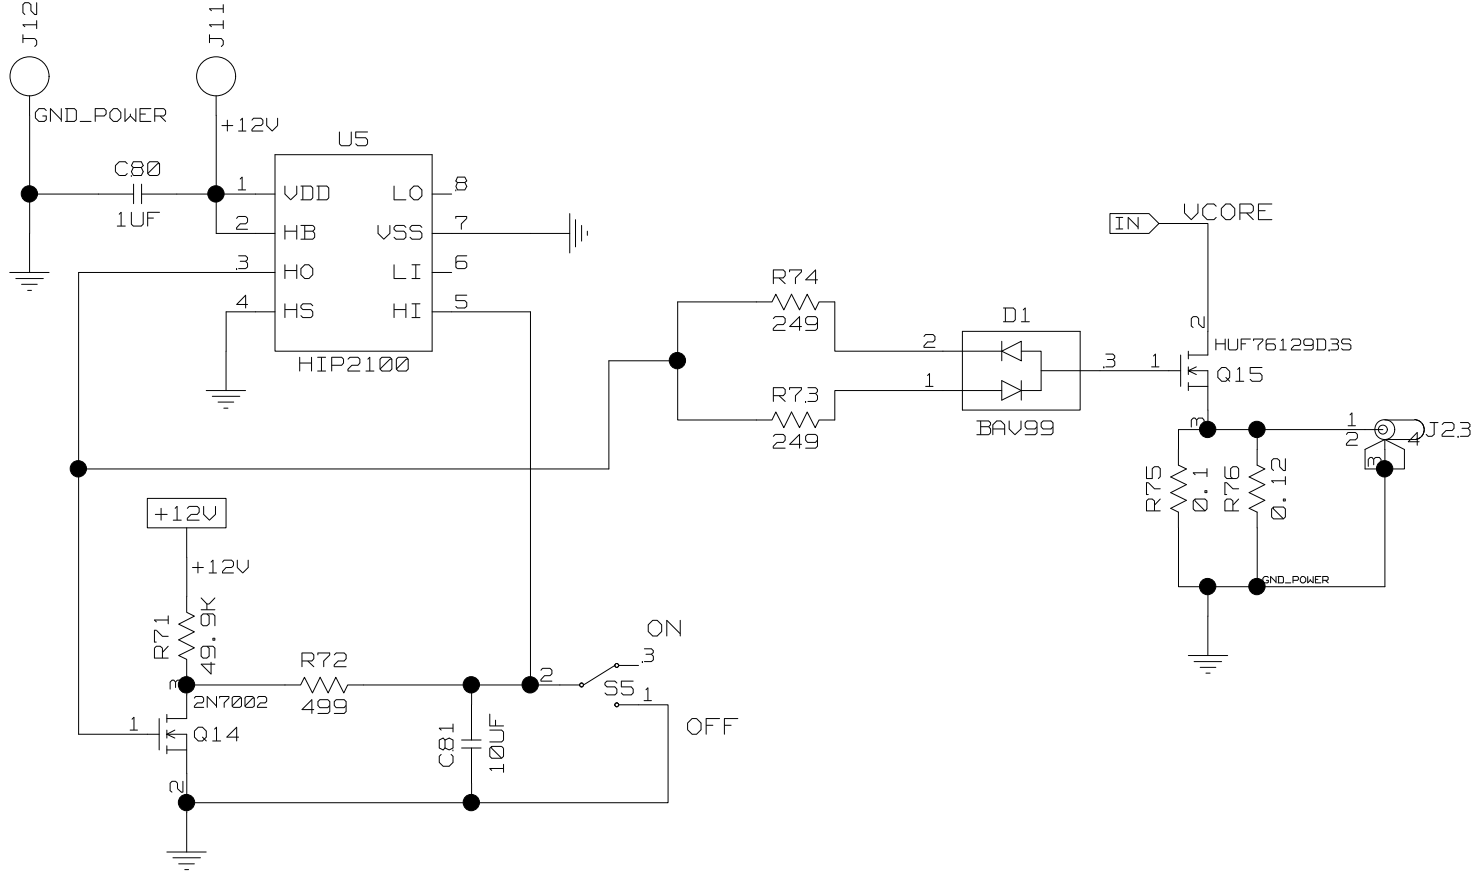 J12
J11
GND_POWER
+12V
U5
C80
1UF
1 VDD LO 8
2 HB VSS 7
3 HO LI 6
4 HS HI 5
HIP2100
IN VCORE
R74
249
R73
249
D1
2
1
3
BAV99
2
HUF76129D3S
1
Q15
3
1
2
4
3
J23
R75
0.1
R76
0.12
GND_POWER
+12V
+12V
R71
49.9K
3
2N7002
1
Q14
2
R72
499
C81
10UF
2
ON
3
S5
1
OFF